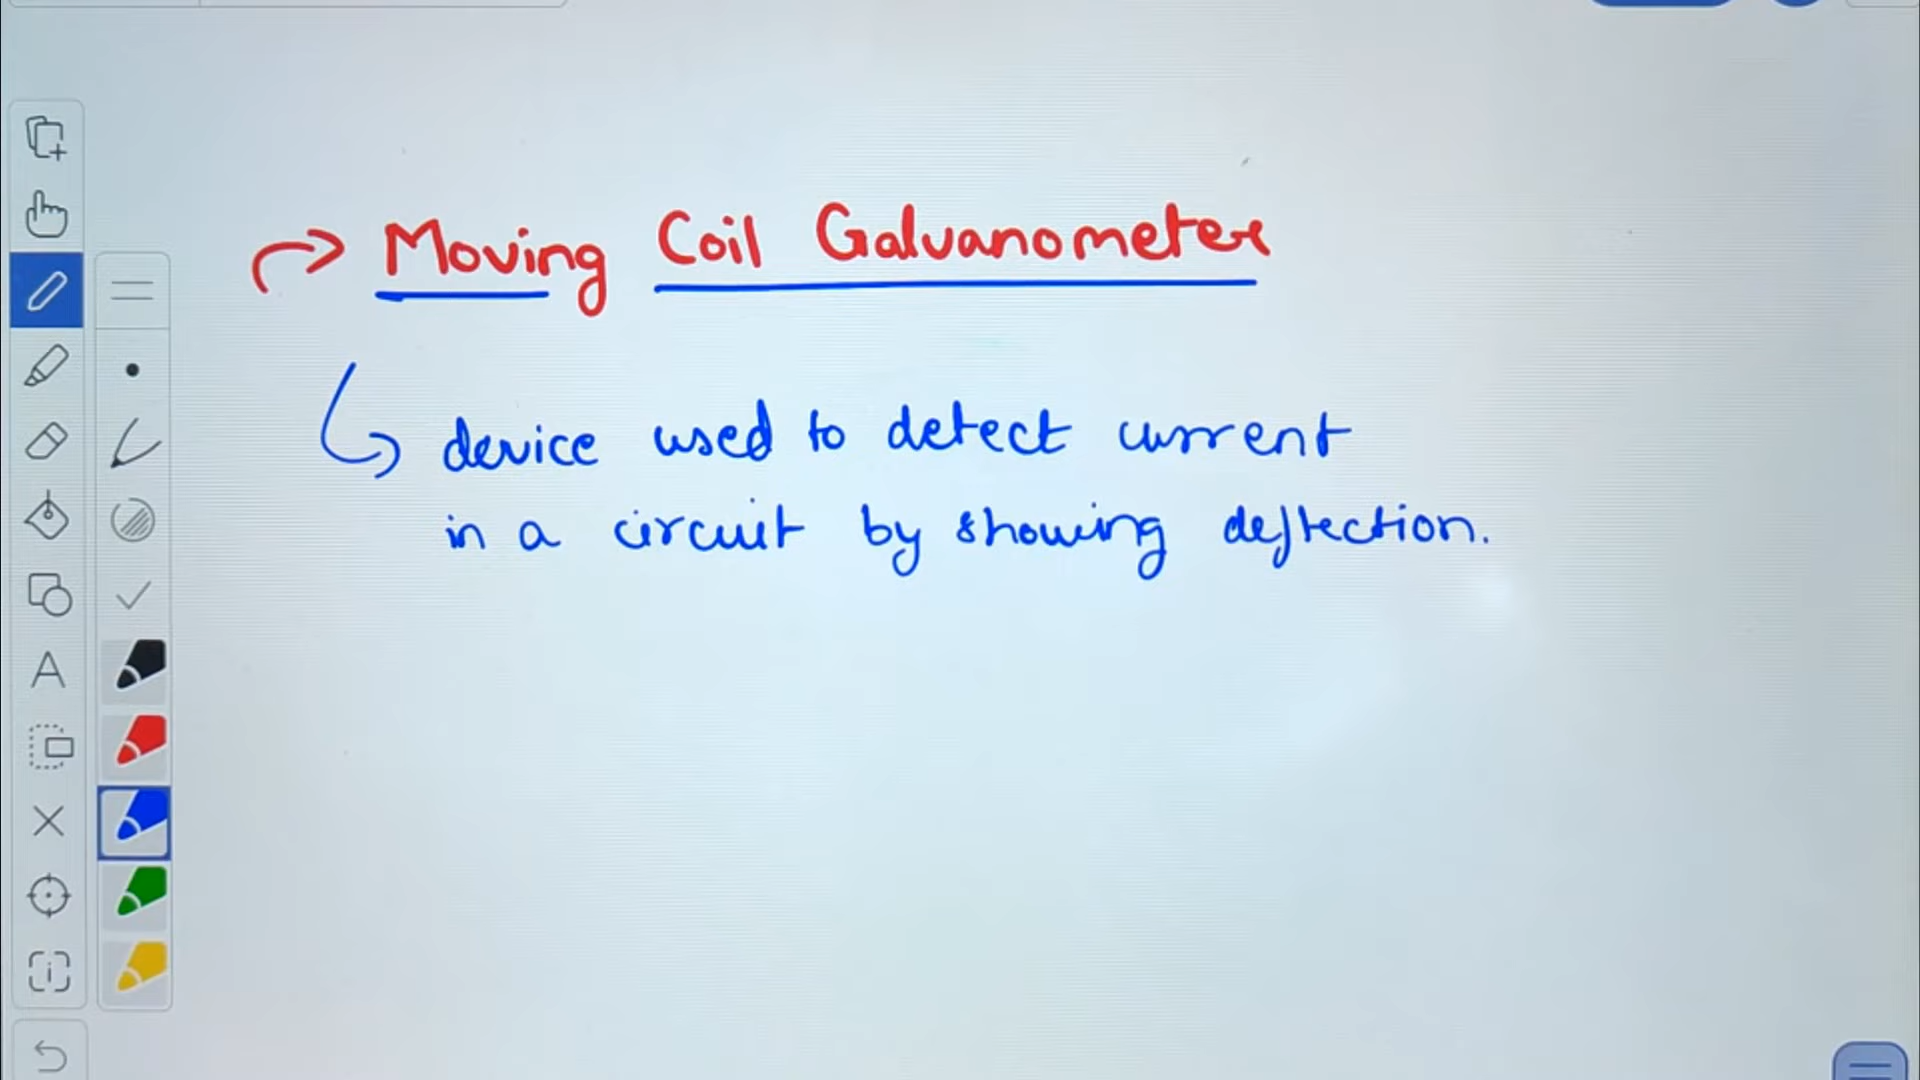 Moving Coil Galvanometer
device used to detect current
in a circuit by showing deflection.
A